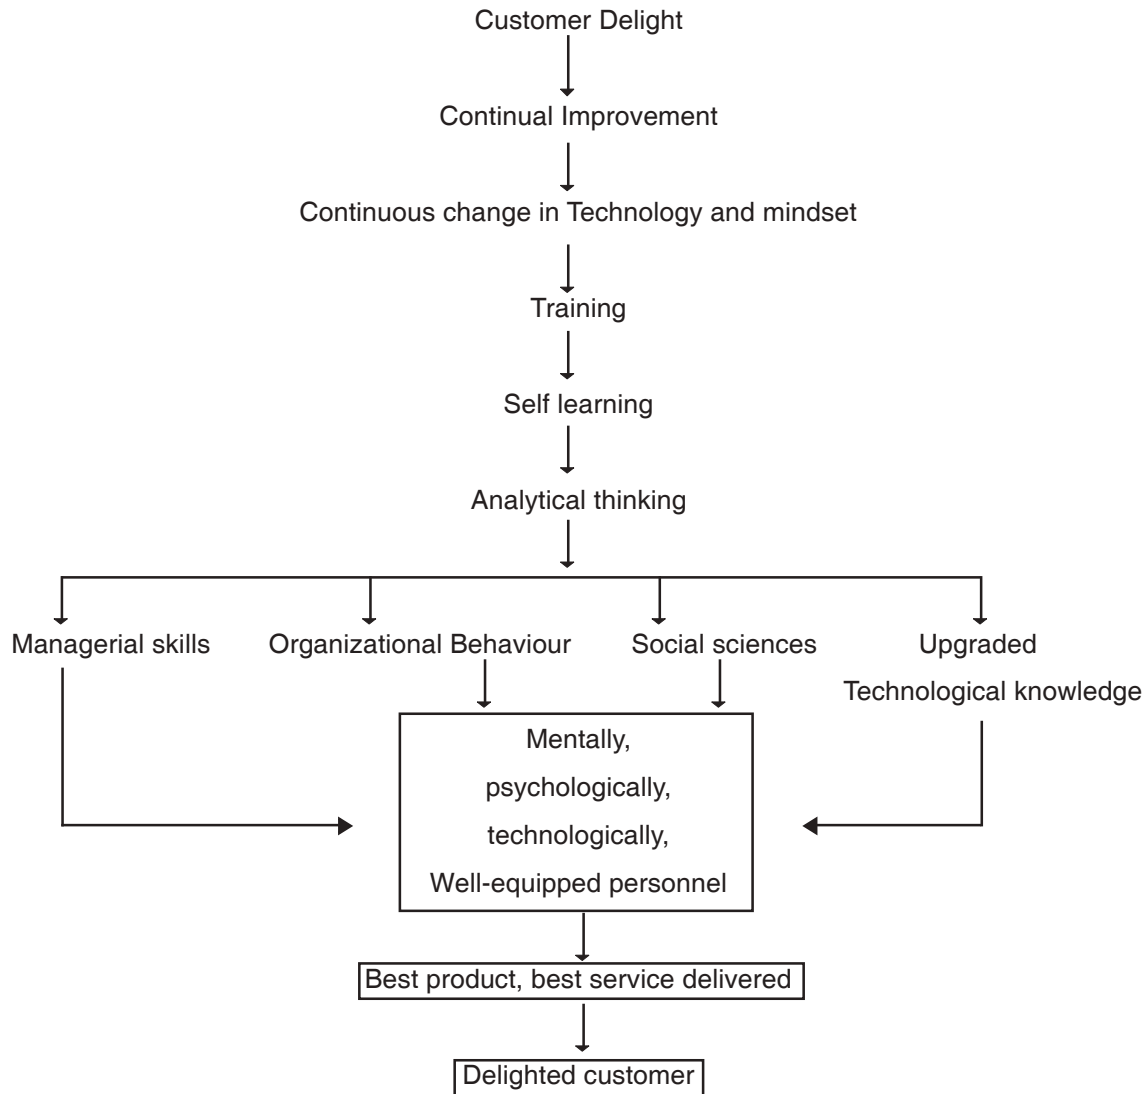 Customer Delight
Continual Improvement
Continuous change in Technology and mindset
Training
Self learning
Analytical thinking
Managerial skills
Organizational Behaviour
Social sciences
Upgraded
Technological knowledge
Mentally,
psychologically,
technologically,
Well-equipped personnel
Best product, best service delivered
Delighted customer